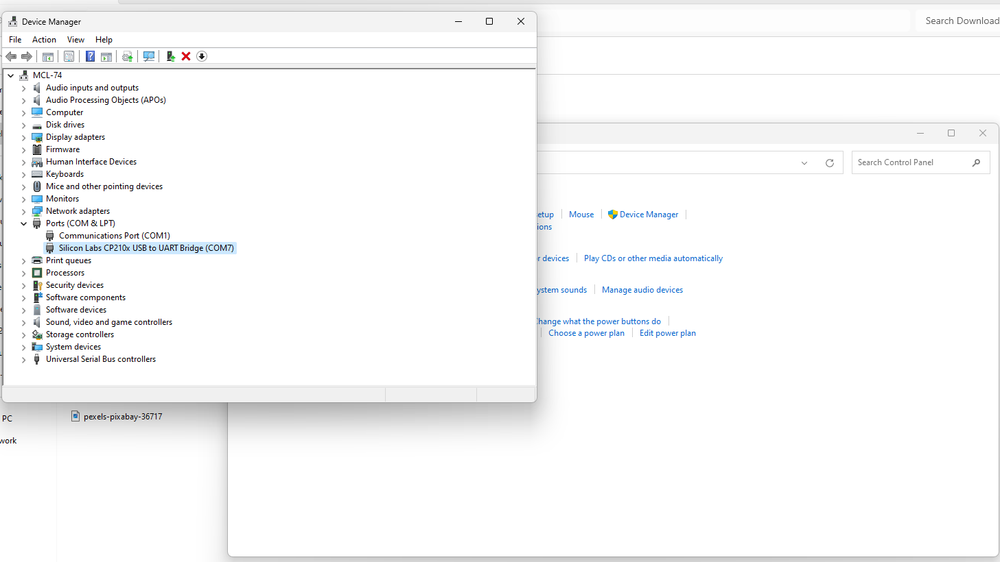 Device Manager
File Action View Help
MCL-74
Audio inputs and outputs
Audio Processing Objects (APOs)
Computer
Disk drives
Display adapters
Firmware
Human Interface Devices
Keyboards
Mice and other pointing devices
Monitors
Network adapters
Ports (COM & LPT)
Communications Port (COM1)
Silicon Labs CP210x USB to UART Bridge (COM7)
Print queues
Processors
Security devices
Software components
Software devices
Sound, video and game controllers
Storage controllers
System devices
Universal Serial Bus controllers
Search Download
Search Control Panel
Mouse Device Manager
devices Play CDs or other media automatically
sounds Manage audio devices
what the power buttons do
Choose a power plan Edit power plan
PC
pexels-pixabay-36717
work